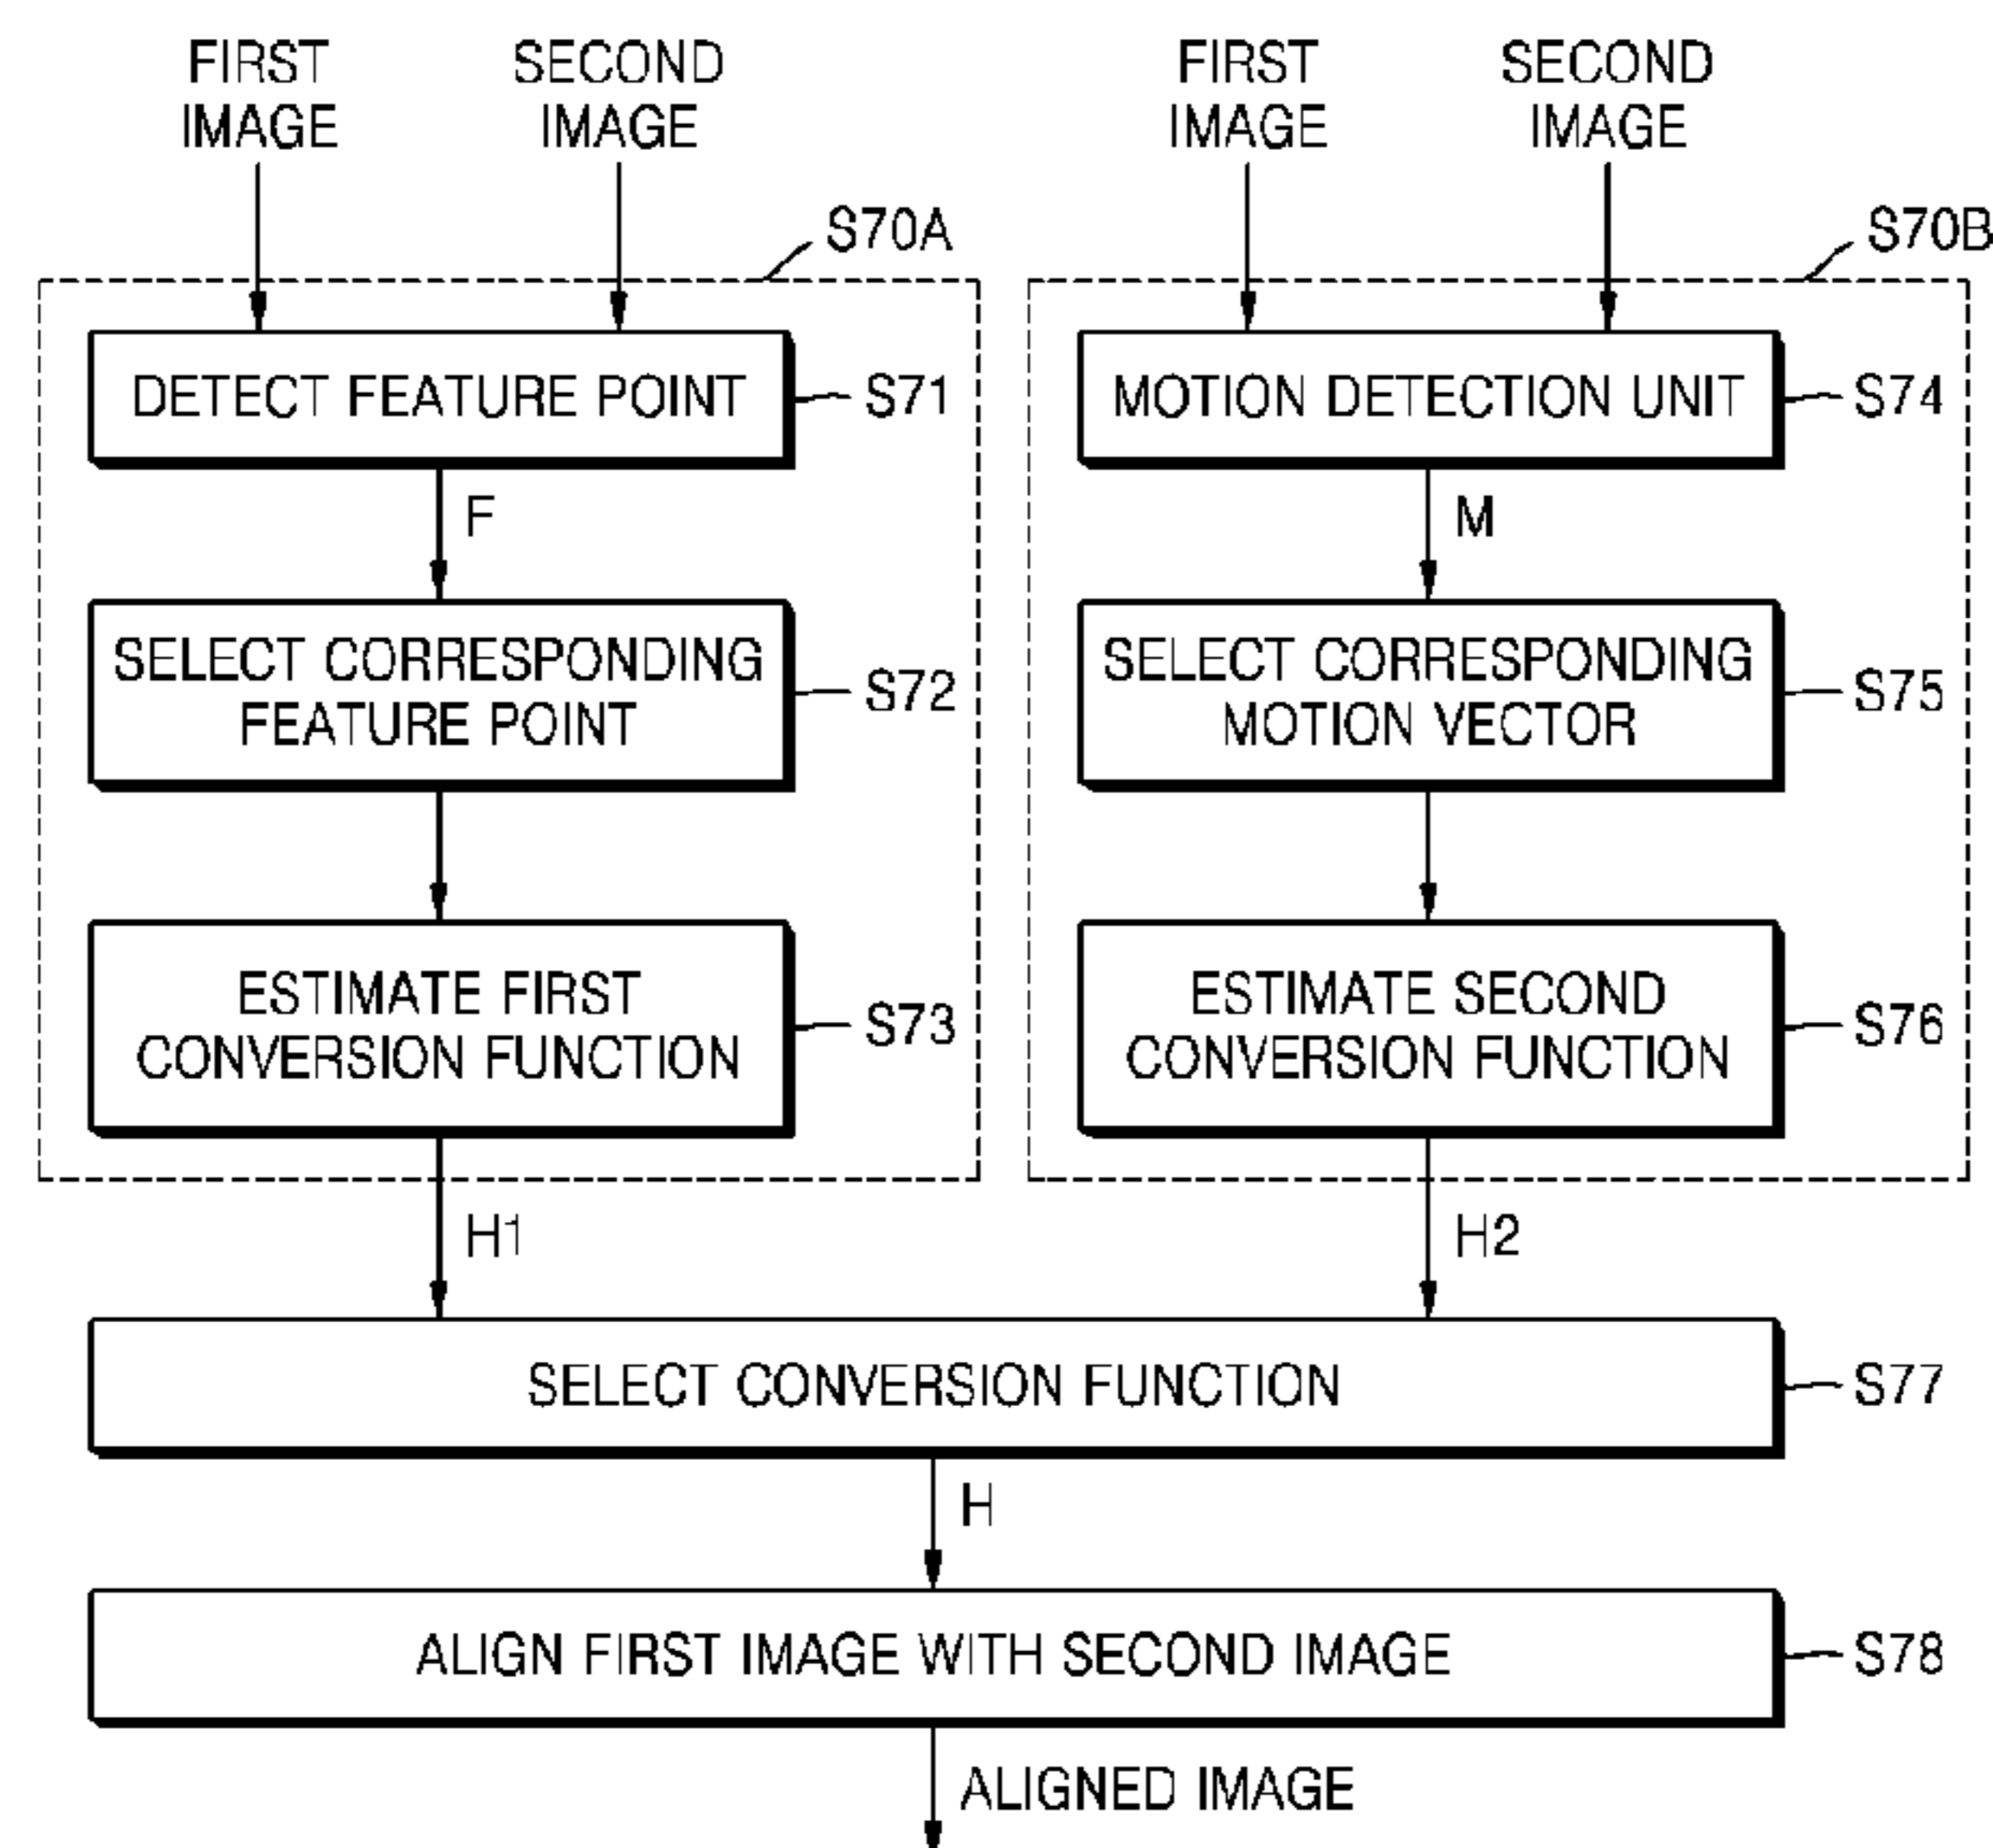 FIRST
IMAGE
SECOND
IMAGE
FIRST
IMAGE
SECOND
IMAGE
S70A
S70B
DETECT FEATURE POINT
S71
F
SELECT CORRESPONDING
FEATURE POINT
S72
ESTIMATE FIRST
CONVERSION FUNCTION
S73
H1
MOTION DETECTION UNIT
S74
M
SELECT CORRESPONDING
MOTION VECTOR
S75
ESTIMATE SECOND
CONVERSION FUNCTION
S76
H2
SELECT CONVERSION FUNCTION
S77
H
ALIGN FIRST IMAGE WITH SECOND IMAGE
S78
ALIGNED IMAGE